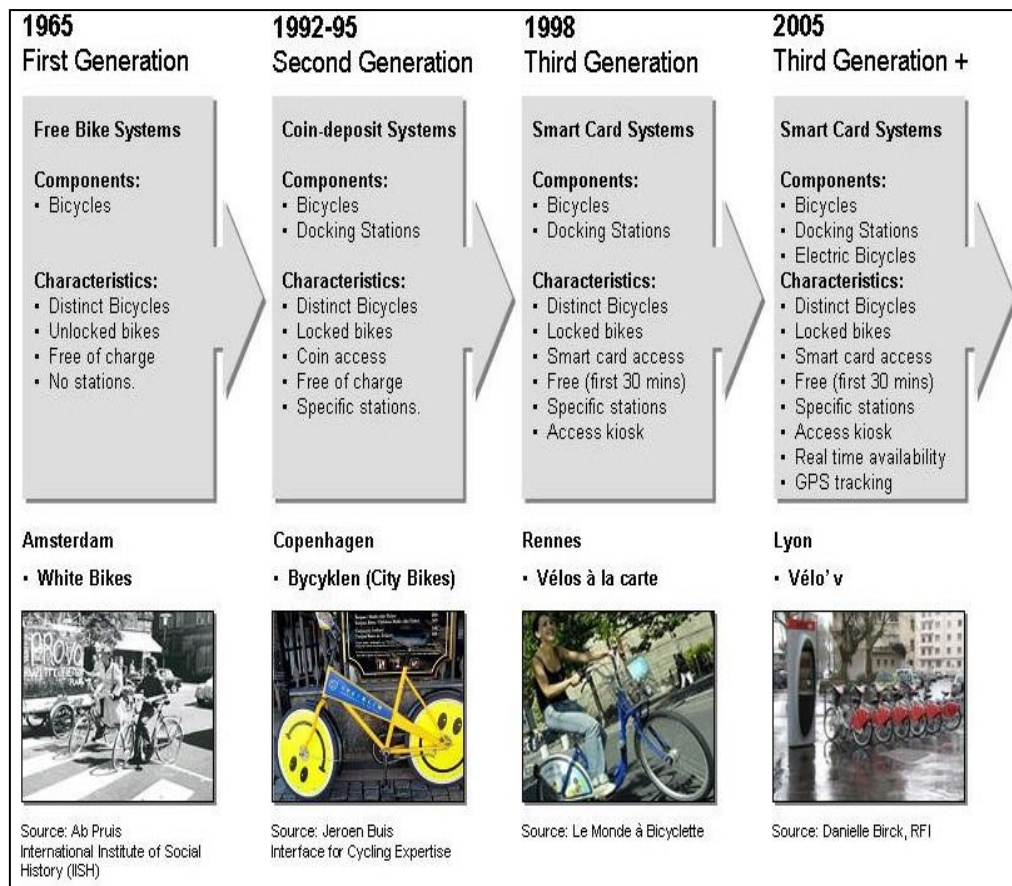 1965
First Generation
Free Bike Systems
Components:
▪ Bicycles
Characteristics:
▪ Distinct Bicycles
▪ Unlocked bikes
▪ Free of charge
▪ No stations.
Amsterdam
▪ White Bikes
PROVO
Source: Ab Pruis
International Institute of Social
History (IISH)
1992-95
Second Generation
Coin-deposit Systems
Components:
▪ Bicycles
▪ Docking Stations
Characteristics:
▪ Distinct Bicycles
▪ Locked bikes
▪ Coin access
▪ Free of charge
▪ Specific stations.
Copenhagen
▪ Bycyklen (City Bikes)
Source: Jeroen Buis
Interface for Cycling Expertise
1998
Third Generation
Smart Card Systems
Components:
▪ Bicycles
▪ Docking Stations
Characteristics:
▪ Distinct Bicycles
▪ Locked bikes
▪ Smart card access
▪ Free (first 30 mins)
▪ Specific stations
▪ Access kiosk
Rennes
▪ Vélos à la carte
Source: Le Monde à Bicyclette
2005
Third Generation +
Smart Card Systems
Components:
▪ Bicycles
▪ Docking Stations
▪ Electric Bicycles
Characteristics:
▪ Distinct Bicycles
▪ Locked bikes
▪ Smart card access
▪ Free (first 30 mins)
▪ Specific stations
▪ Access kiosk
▪ Real time availability
▪ GPS tracking
Lyon
▪ Vélo' v
Source: Danielle Birck, RFI